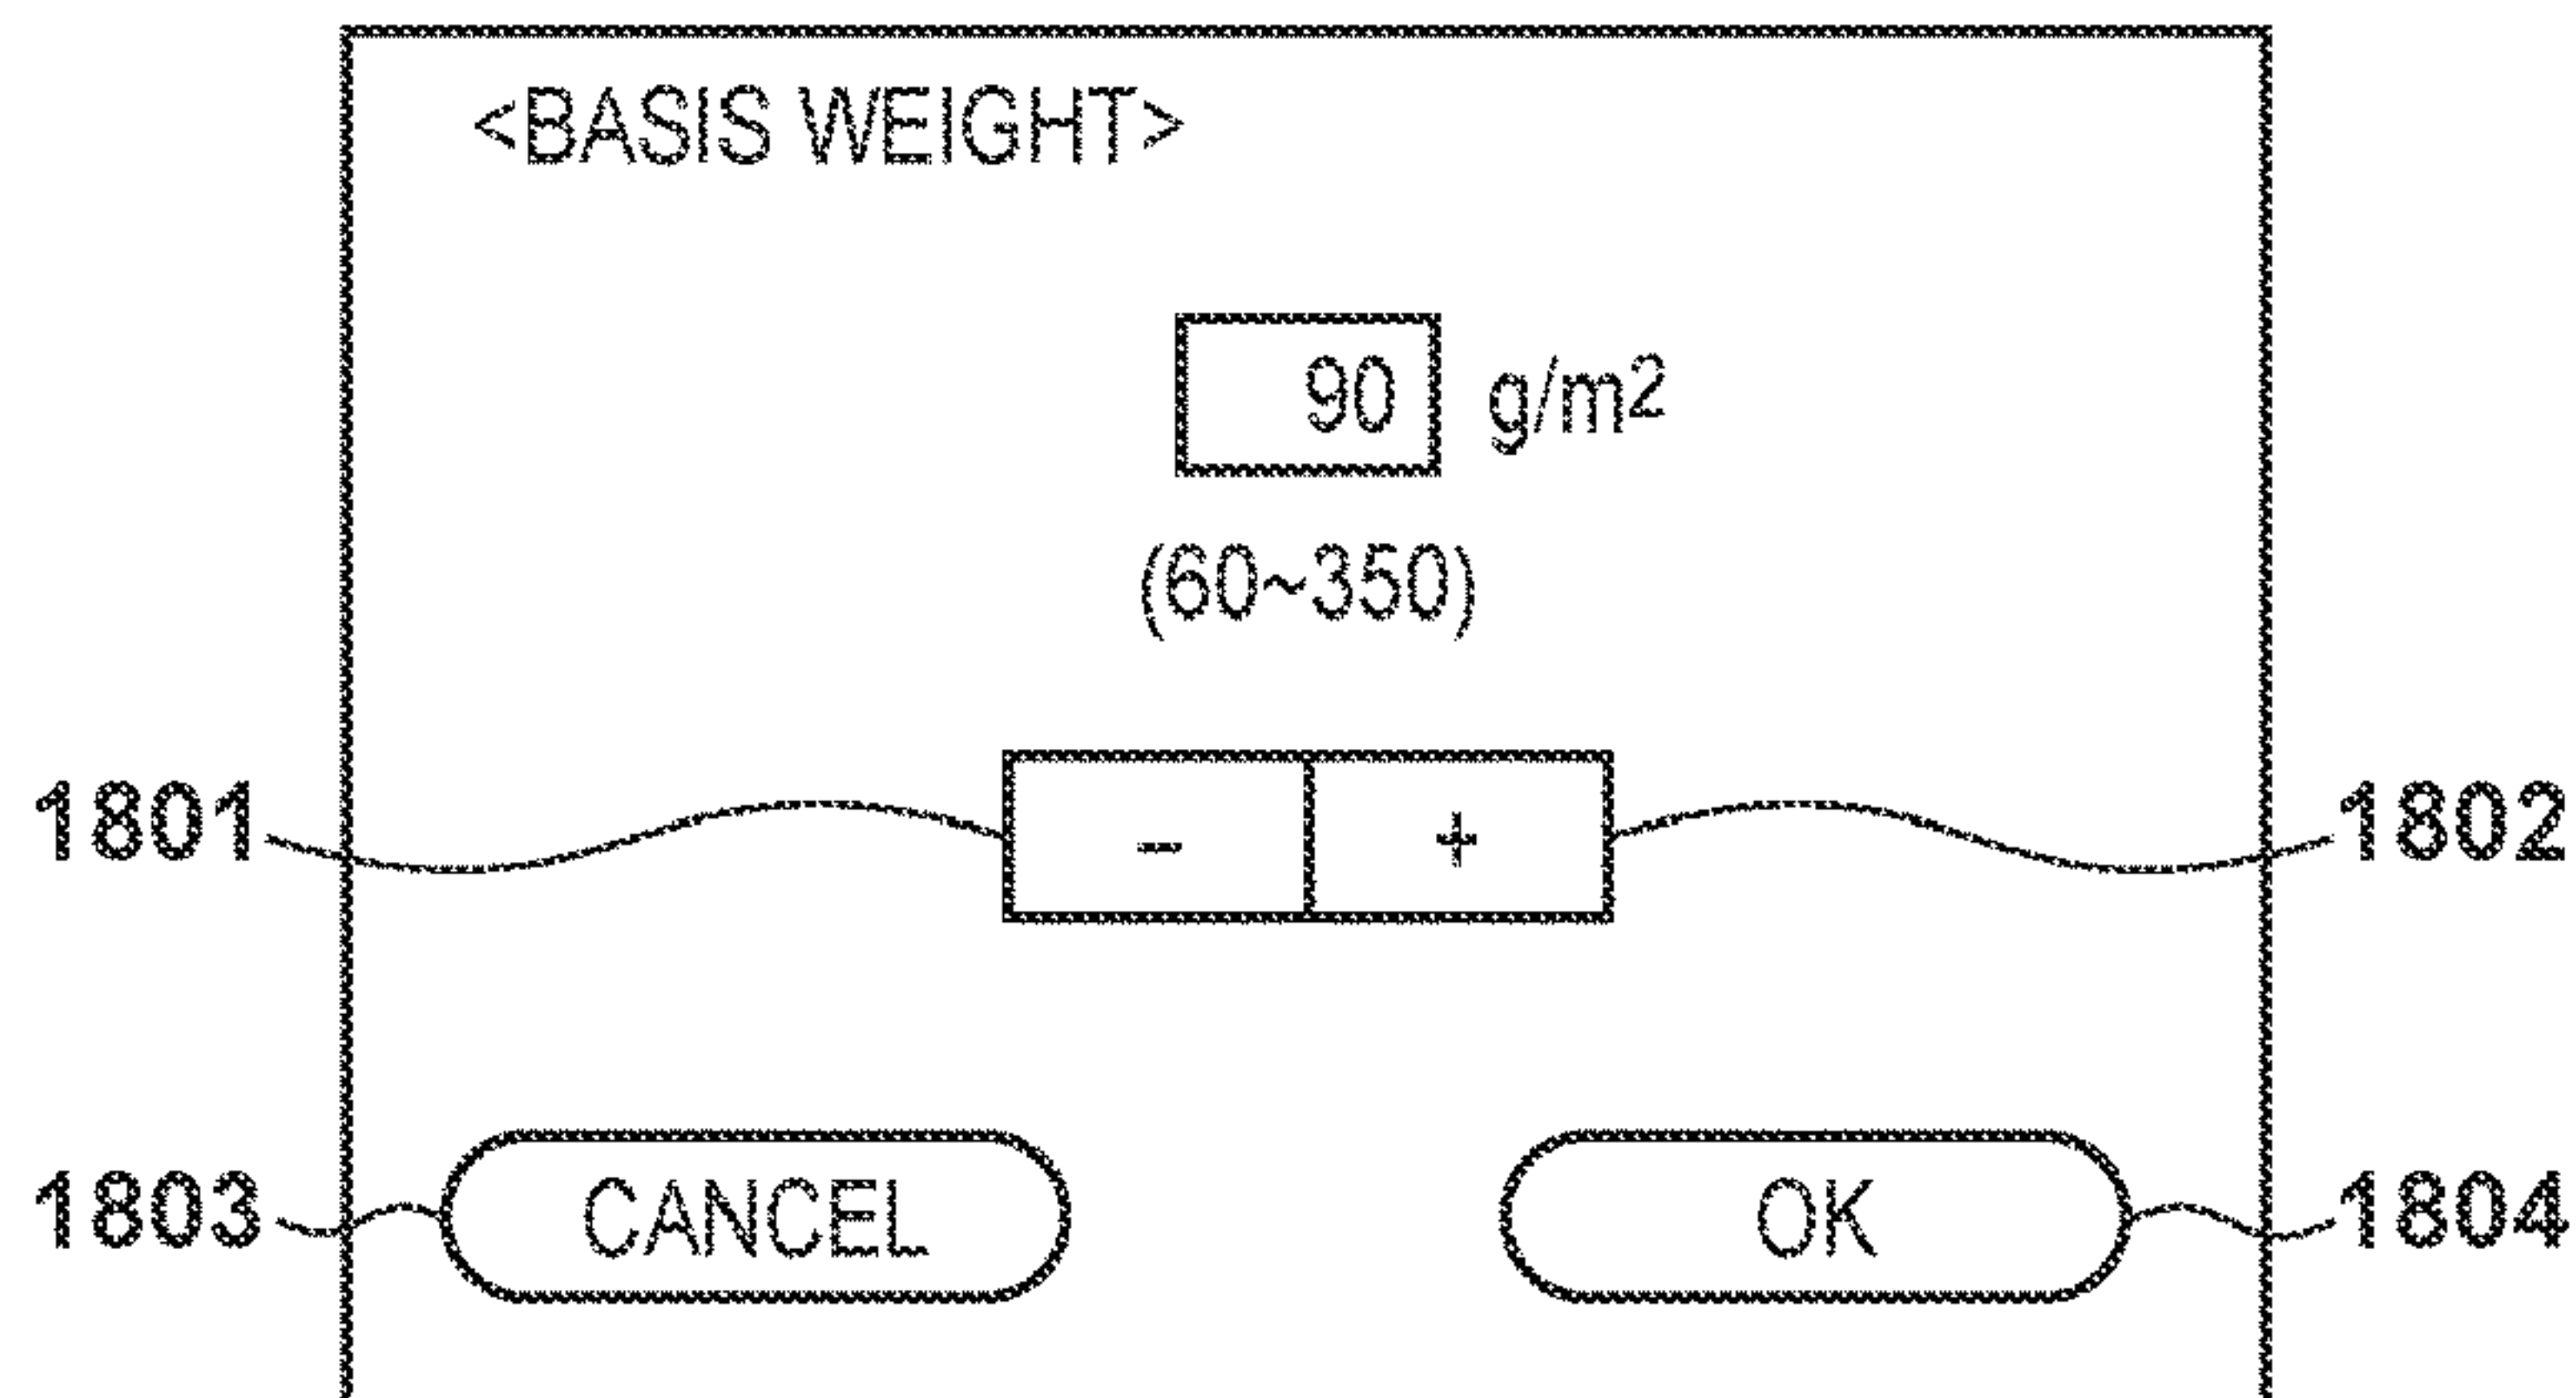 <BASIS WEIGHT>
90 g/m2
(60~350)
1801 - + 1802
1803 CANCEL OK 1804